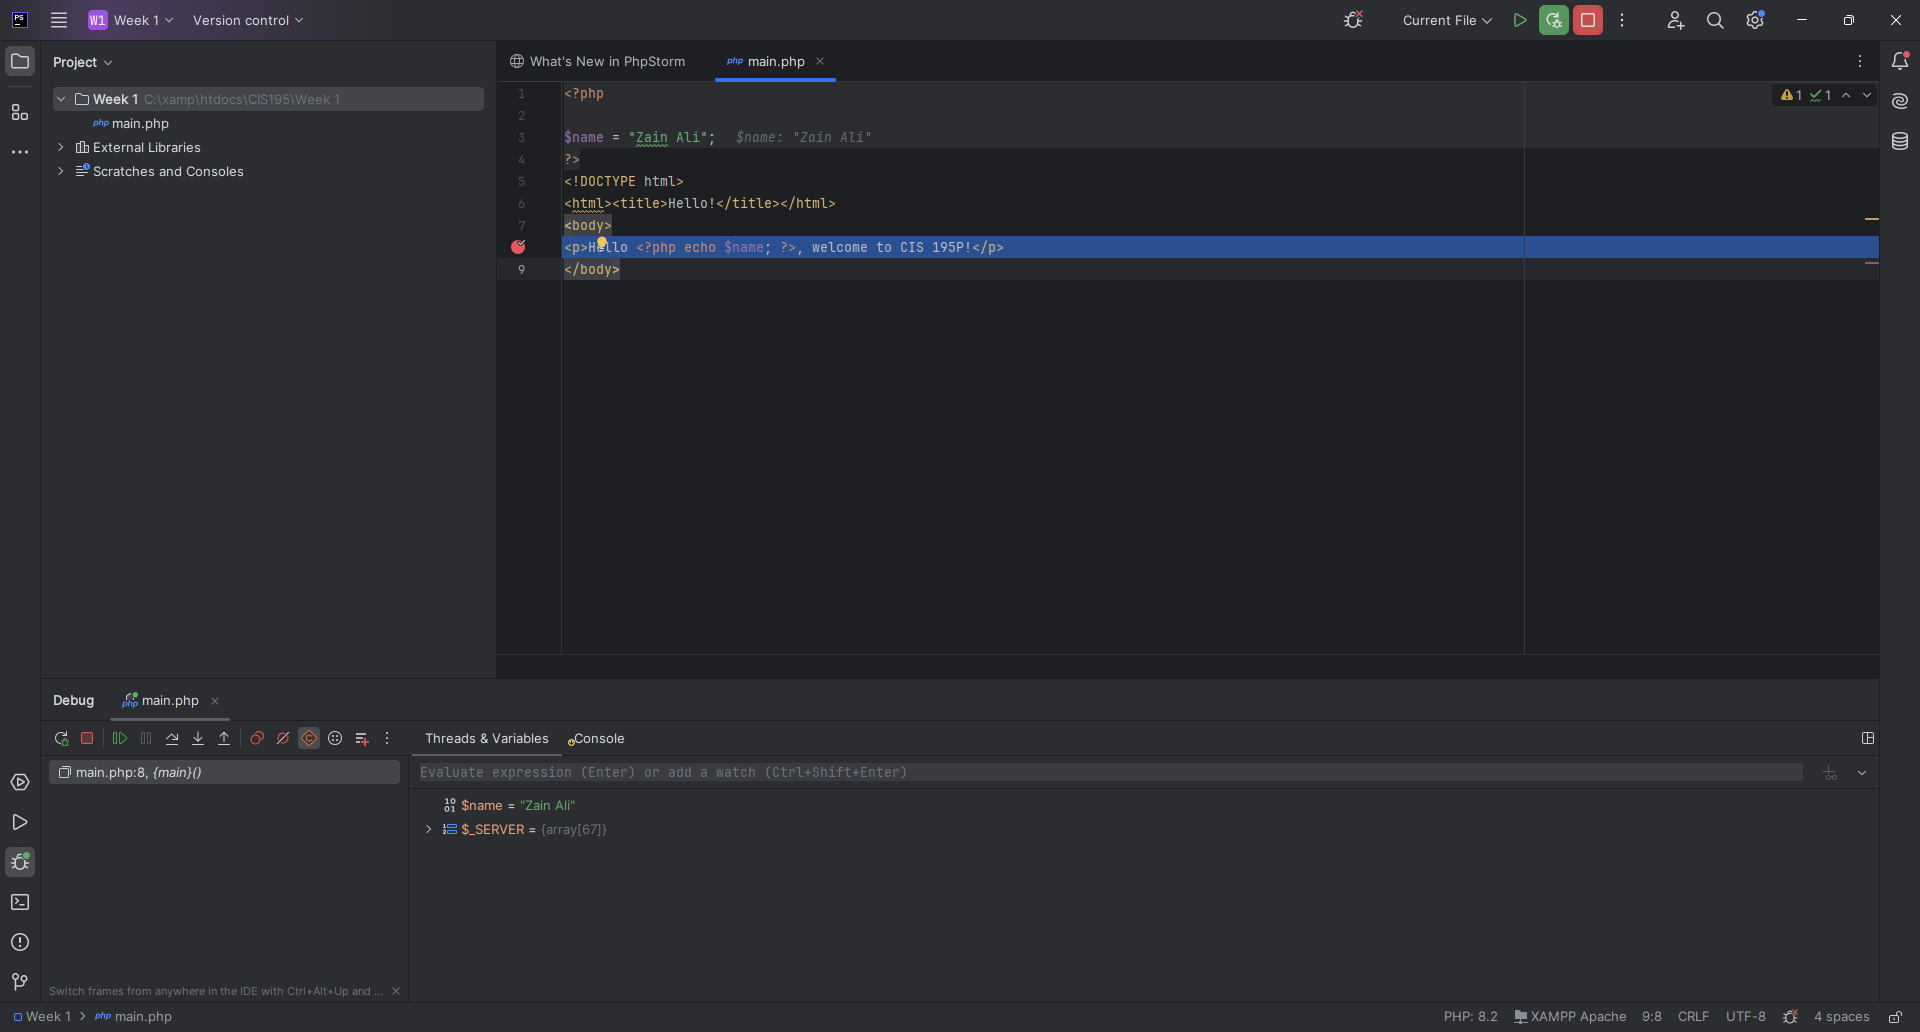 PS
W1 Week 1
Version control
Current File
Project
What's New in PhpStorm
php main.php
Week 1 C:\xamp\htdocs\CIS195\Week 1
php main.php
External Libraries
Scratches and Consoles
1 <?php
2
3 $name = "Zain Ali"; $name: "Zain Ali"
4 ?>
5 <!DOCTYPE html>
6 <html><title>Hello!</title></html>
7 <body>
<p>Hello <?php echo $name; ?>, welcome to CIS 195P!</p>
9 </body>
1 1
Debug
php main.php
Threads & Variables
Console
main.php:8, {main}()
Evaluate expression (Enter) or add a watch (Ctrl+Shift+Enter)
$name = "Zain Ali"
$_SERVER = {array[67]}
Switch frames from anywhere in the IDE with Ctrl+Alt+Up and ...
Week 1 > php main.php
PHP: 8.2
XAMPP Apache
9:8
CRLF
UTF-8
4 spaces